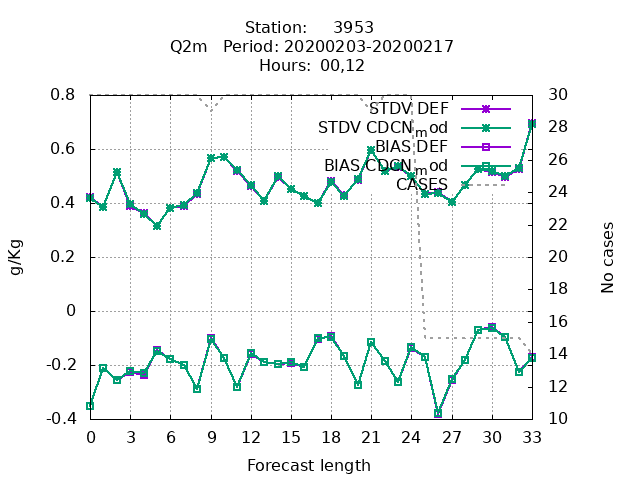 Station: 3953
Q2m Period: 20200203-20200217
Hours: 00,12
STDV DEF
STDV CDCNmod
BIAS DEF
BIAS CDCNmod
CASES
g/Kg
No cases
0.8
0.6
0.4
0.2
0
-0.2
-0.4
30
28
26
24
22
20
18
16
14
12
10
0 3 6 9 12 15 18 21 24 27 30 33
Forecast length